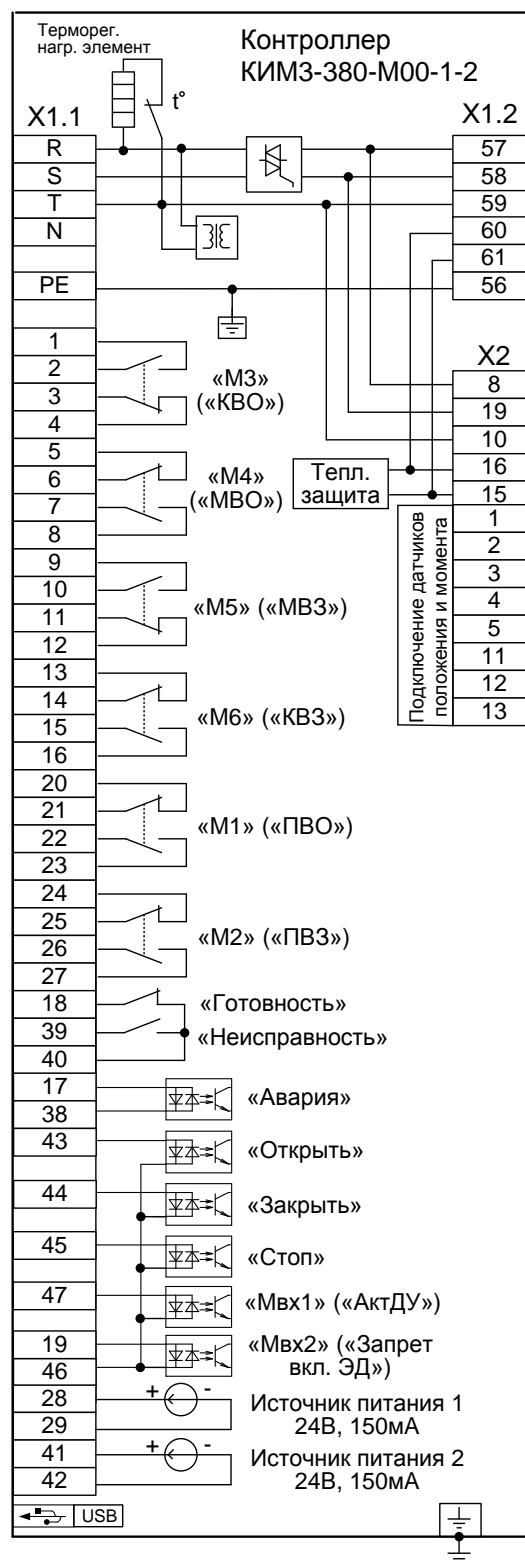 Терморег.
нагр. элемент
Контроллер
КИМ3-380-М00-1-2
t°
X1.1
R
S
T
N
PE
1
2
3
4
5
6
7
8
9
10
11
12
13
14
15
16
20
21
22
23
24
25
26
27
18
39
40
17
38
43
44
45
47
19
46
28
29
41
42
USB
«М3»
(«КВО»)
«М4»
(«МВО»)
«М5» («МВЗ»)
«М6» («КВЗ»)
«М1» («ПВО»)
«М2» («ПВЗ»)
«Готовность»
«Неисправность»
«Авария»
«Открыть»
«Закрыть»
«Стоп»
«Мвх1» («АктДУ»)
«Мвх2» («Запрет
вкл. ЭД»)
+ -
Источник питания 1
24В, 150мА
+ -
Источник питания 2
24В, 150мА
X1.2
57
58
59
60
61
56
X2
8
19
10
16
15
1
2
3
4
5
11
12
13
Тепл.
защита
Подключение датчиков
положения и момента